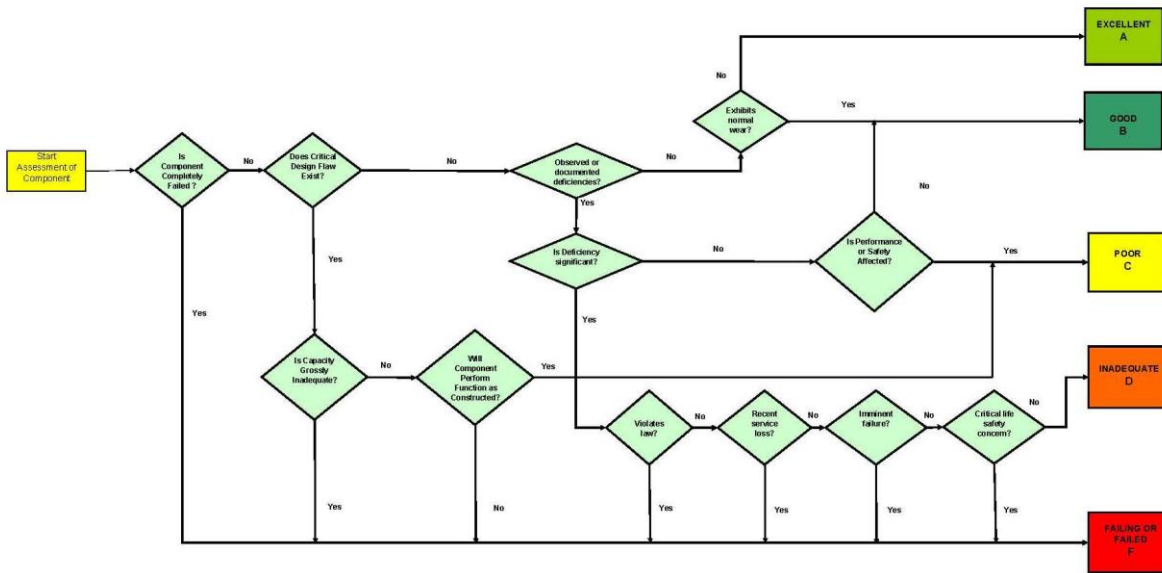 EXCELLENT
A
No
Exhibits
normal
wear?
Yes
GOOD
B
Start
Assessment of
Component
Is
Component
Completely
Failed ?
No
Does Critical
Design Flaw
Exist?
No
Observed or
documented
deficiencies?
No
No
Yes
Is Deficiency
significant?
No
Is Performance
or Safety
Affected?
Yes
POOR
C
Yes
Yes
Yes
Is Capacity
Grossly
Inadequate?
No
Will
Component
Perform
Function as
Constructed?
Yes
INADEQUATE
D
Violates
law?
No
Recent
service
loss?
No
Imminent
failure?
No
Critical life
safety
concern?
No
Yes
No
Yes
Yes
Yes
Yes
FAILING OR
FAILED
F